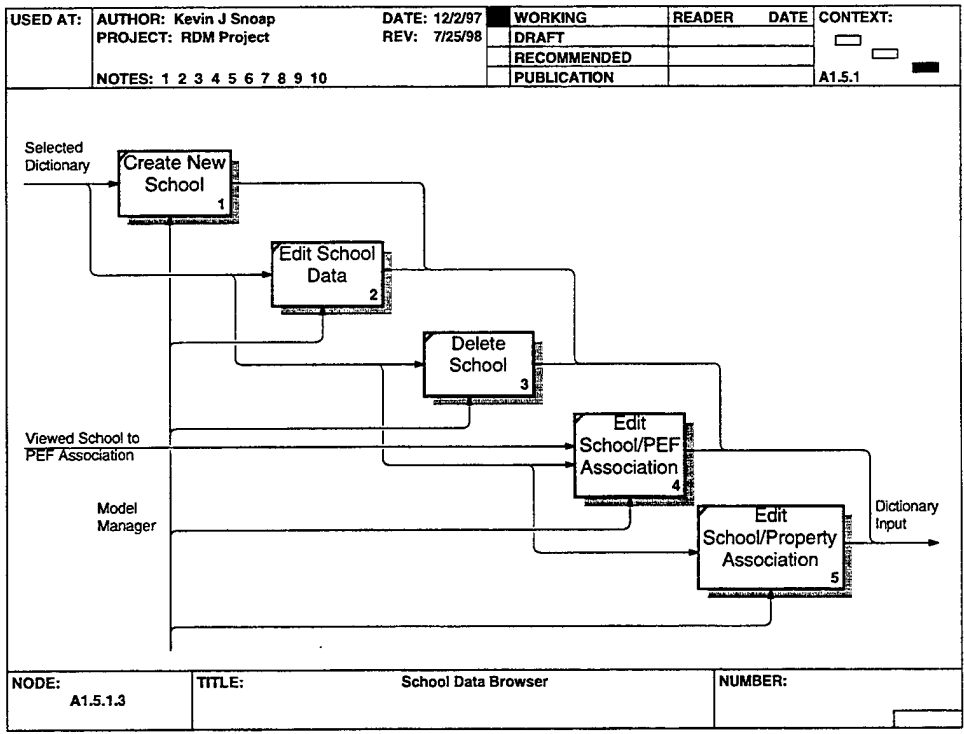 USED AT:
AUTHOR: Kevin J Snoap
DATE: 12/2/97
WORKING
READER DATE
CONTEXT:
PROJECT: RDM Project
REV: 7/25/98
DRAFT
RECOMMENDED
NOTES: 1 2 3 4 5 6 7 8 9 10
PUBLICATION
A1.5.1
Selected
Dictionary
Create New
School
1
Edit School
Data
2
Delete
School
3
Viewed School to
PEF Association
Edit
School/PEF
Association
4
Model
Manager
Edit
School/Property
Association
5
Dictionary
Input
NODE:
A1.5.1.3
TITLE:
School Data Browser
NUMBER: